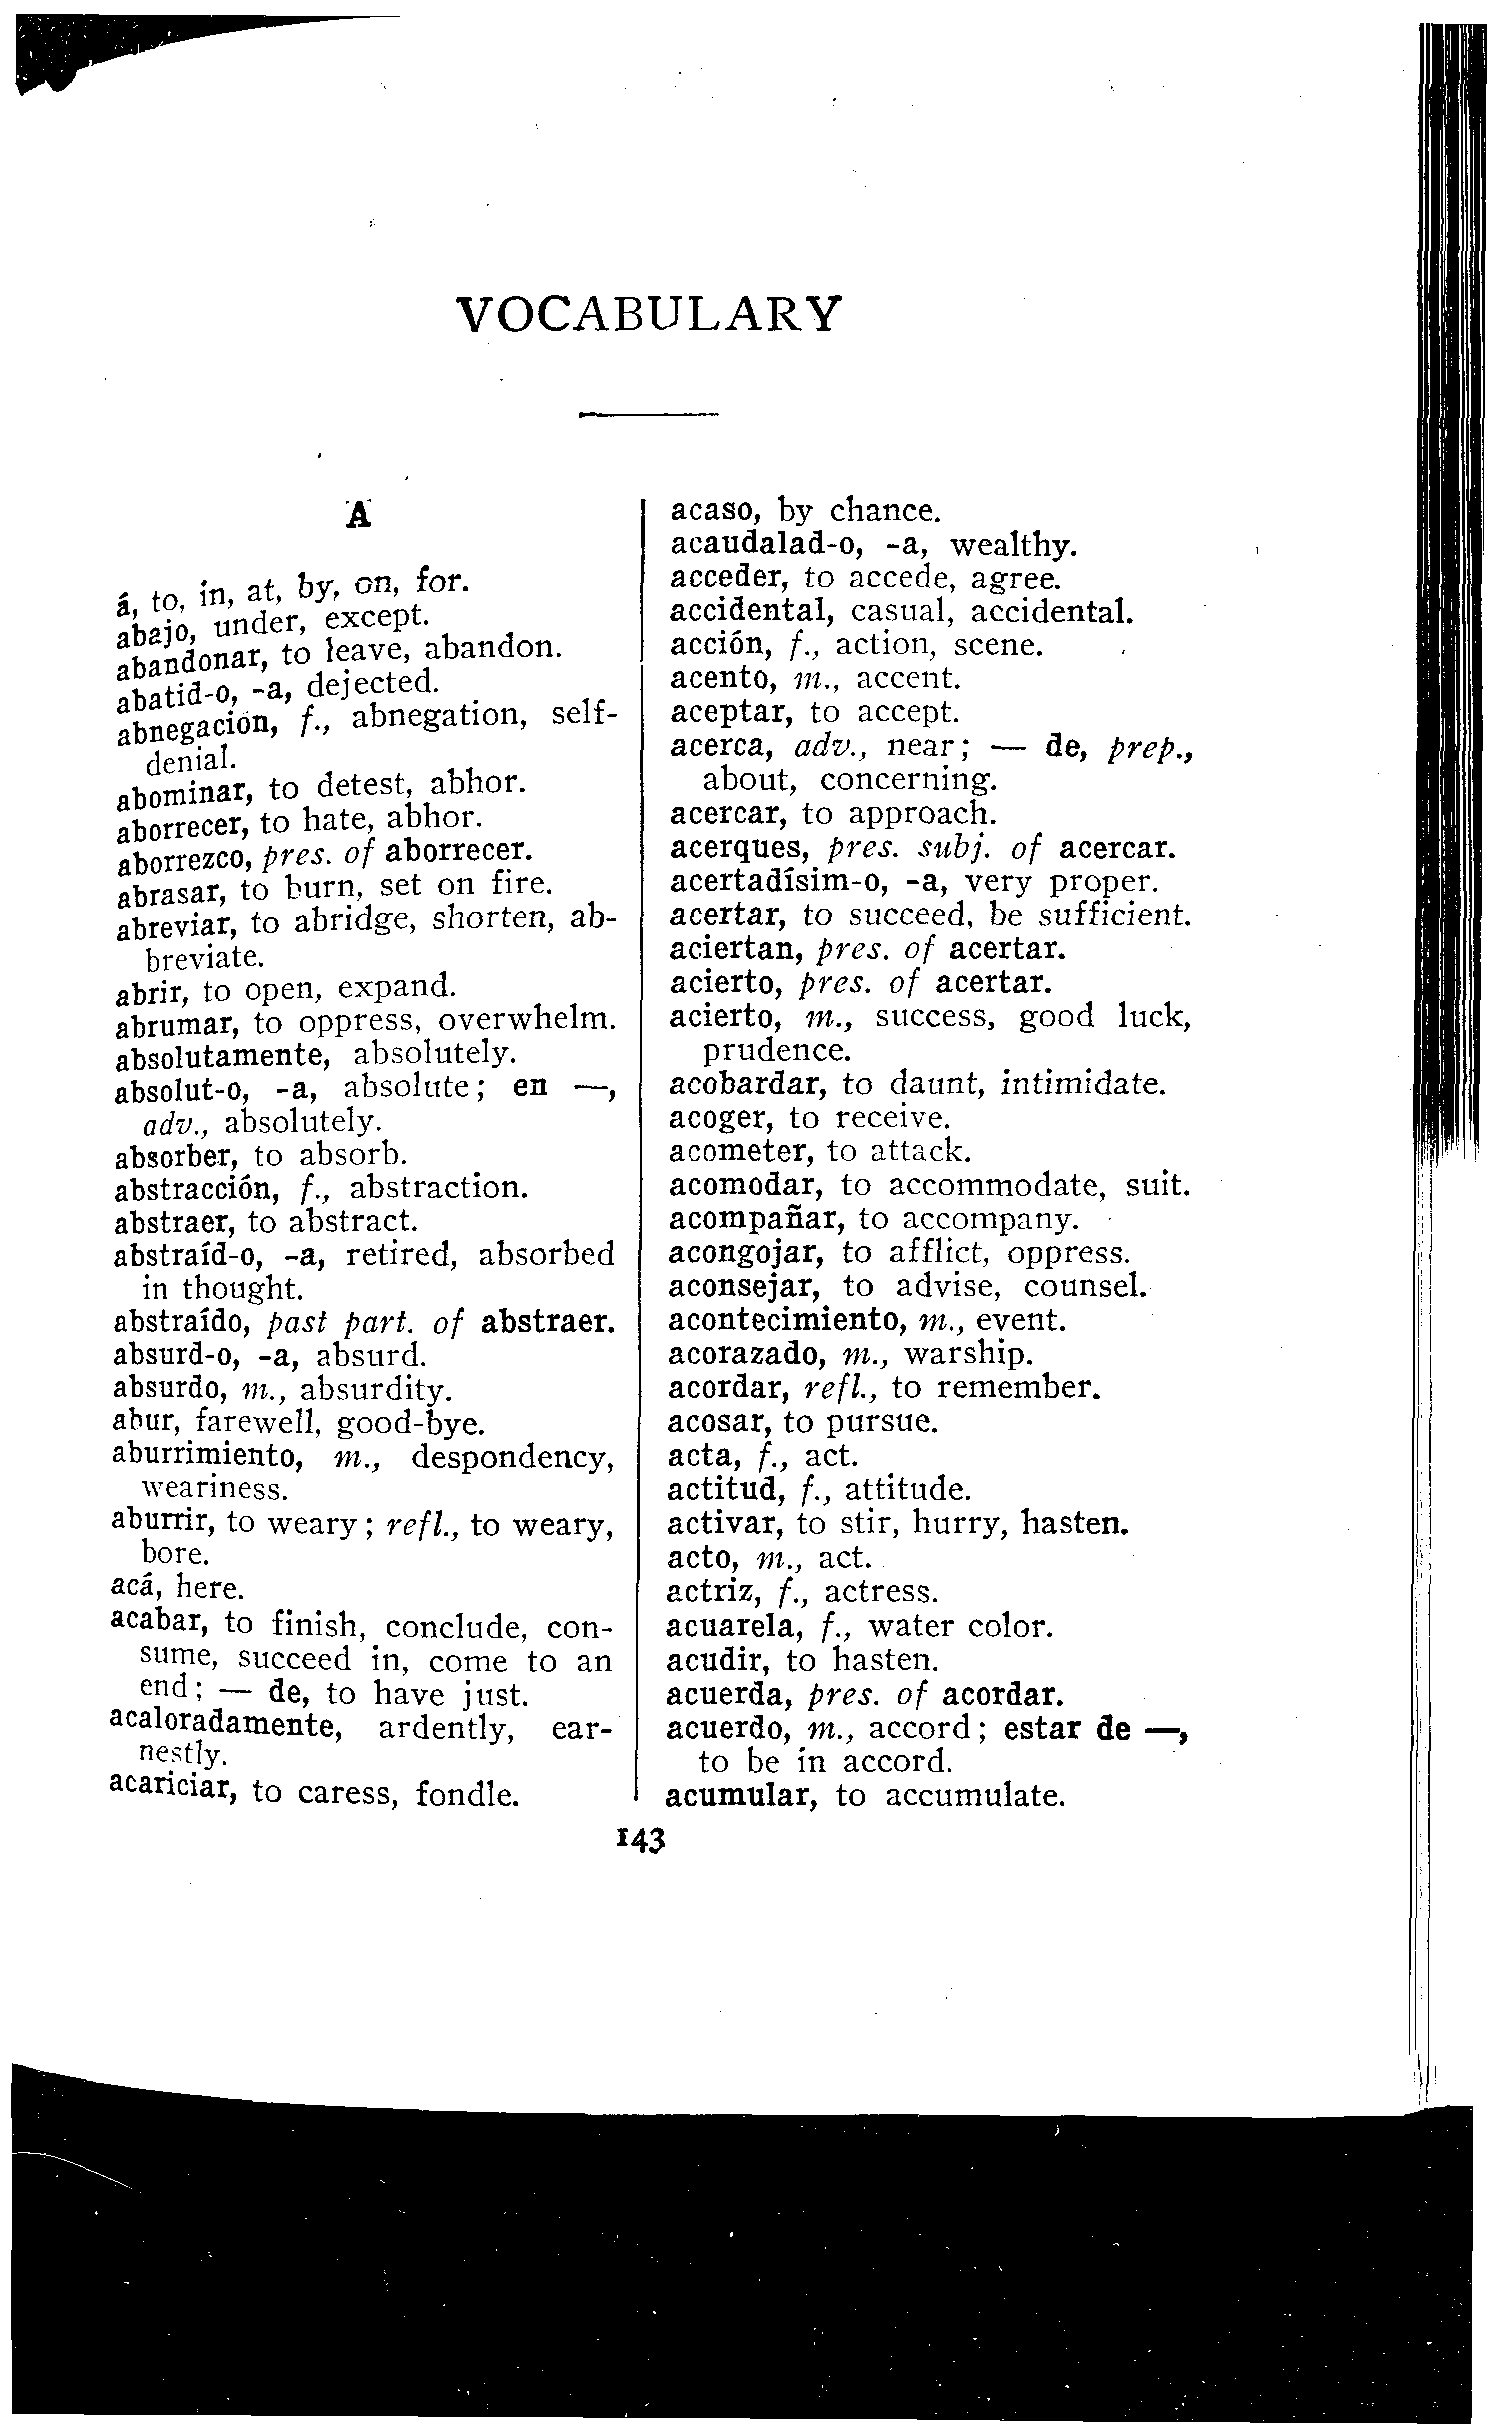 VOCABULARY
A
á, to, in, at, by, on, for.
abajo, under, except.
abandonar, to leave, abandon.
abatid-o, -a, dejected.
abnegación, f., abnegation, self-
denial.
abominar, to detest, abhor.
aborrecer, to hate, abhor.
aborrezco, pres. of aborrecer.
abrasar, to burn, set on fire.
abreviar, to abridge, shorten, ab-
breviate.
abrir, to open, expand.
abrumar, to oppress, overwhelm.
absolutamente, absolutely.
absolut-o, -a, absolute; en —,
adv., absolutely.
absorber, to absorb.
abstracción, f., abstraction.
abstraer, to abstract.
abstraíd-o, -a, retired, absorbed
in thought.
abstraído, past part. of abstraer.
absurd-o, -a, absurd.
absurdo, m., absurdity.
abur, farewell, good-bye.
aburrimiento, m., despondency,
weariness.
aburrir, to weary; refl., to weary,
bore.
acá, here.
acabar, to finish, conclude, con-
sume, succeed in, come to an
end; — de, to have just.
acaloradamente, ardently, ear-
nestly.
acariciar, to caress, fondle.
acaso, by chance.
acaudalad-o, -a, wealthy.
acceder, to accede, agree.
accidental, casual, accidental.
acción, f., action, scene.
acento, m., accent.
aceptar, to accept.
acerca, adv., near; — de, prep.,
about, concerning.
acercar, to approach.
acerques, pres. subj. of acercar.
acertadísim-o, -a, very proper.
acertar, to succeed, be sufficient.
aciertan, pres. of acertar.
acierto, pres. of acertar.
acierto, m., success, good luck,
prudence.
acobardar, to daunt, intimidate.
acoger, to receive.
acometer, to attack.
acomodar, to accommodate, suit.
acompañar, to accompany.
acongojar, to afflict, oppress.
aconsejar, to advise, counsel.
acontecimiento, m., event.
acorazado, m., warship.
acordar, refl., to remember.
acosar, to pursue.
acta, f., act.
actitud, f., attitude.
activar, to stir, hurry, hasten.
acto, m., act.
actriz, f., actress.
acuarela, f., water color.
acudir, to hasten.
acuerda, pres. of acordar.
acuerdo, m., accord; estar de —,
to be in accord.
acumular, to accumulate.
143